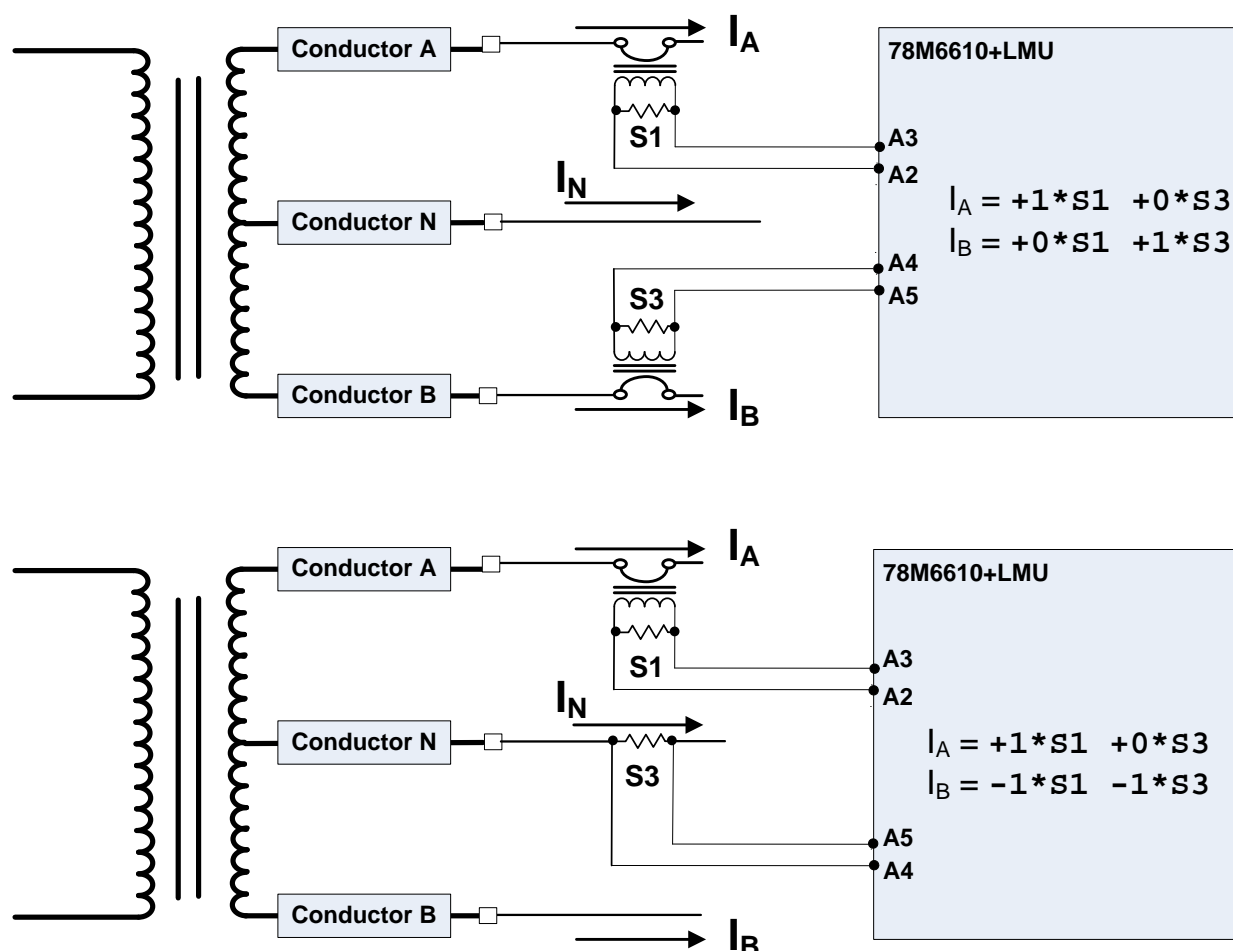 Conductor A
I_A
78M6610+LMU
S1
A3
A2
I_N
I_A = +1*S1 +0*S3
Conductor N
I_B = +0*S1 +1*S3
A4
S3
A5
Conductor B
I_B
Conductor A
I_A
78M6610+LMU
S1
A3
A2
I_N
Conductor N
I_A = +1*S1 +0*S3
S3
I_B = -1*S1 -1*S3
A5
A4
Conductor B
I_B